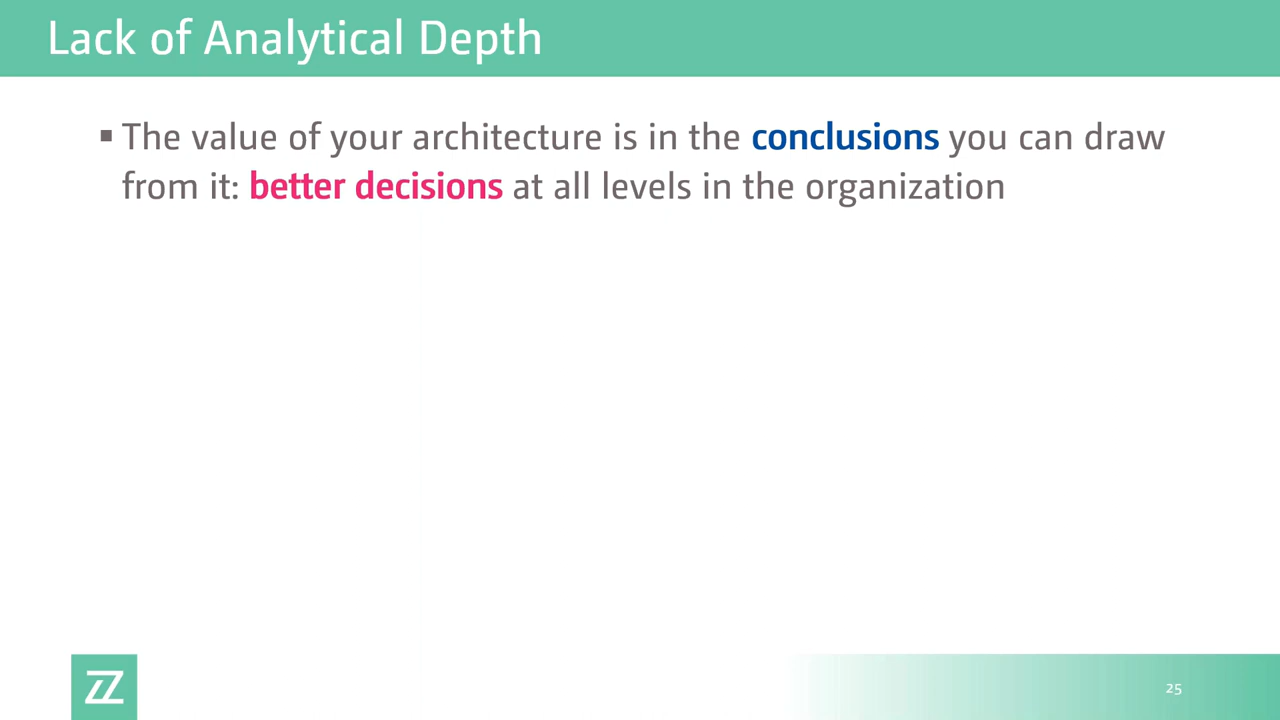 Lack of Analytical Depth
▪ The value of your architecture is in the conclusions you can draw
from it: better decisions at all levels in the organization
ZZ
25